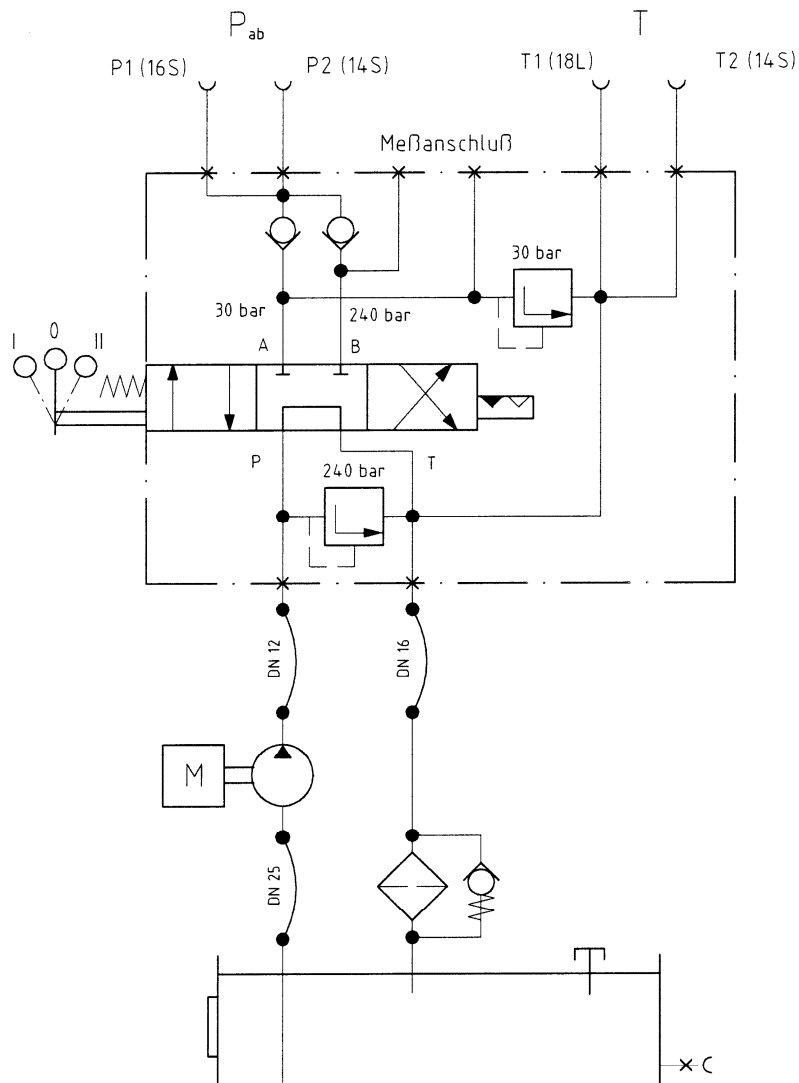 Pab T
P1 (16S) P2 (14S) T1 (18L) T2 (14S)
Meßanschluß
30 bar
30 bar 240 bar
I 0 II
A B
P T
240 bar
DN 12 DN 16
M
DN 25